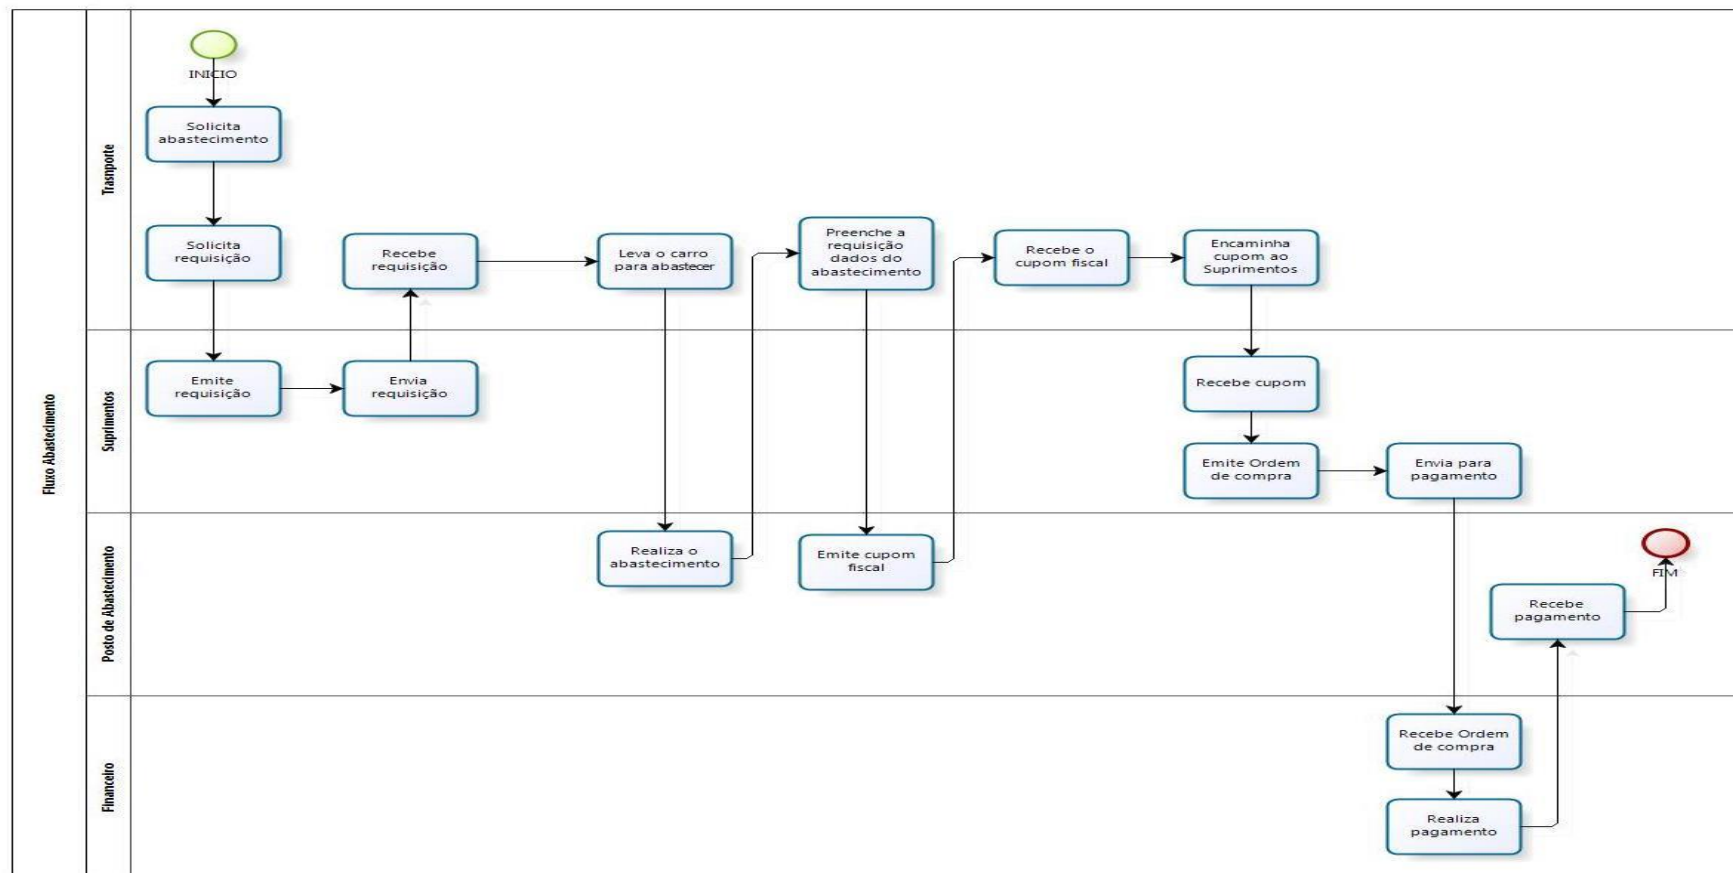 Fluxo Abastecimento
Trasnporte
INICIO
Solicita
abastecimento
Solicita
requisição
Recebe
requisição
Leva o carro
para abastecer
Preenche a
requisição
dados do
abastecimento
Recebe o
cupom fiscal
Encaminha
cupom ao
Suprimentos
Suprimentos
Emite
requisição
Envia
requisição
Recebe cupom
Emite Ordem
de compra
Envia para
pagamento
Posto de Abastecimento
Realiza o
abastecimento
Emite cupom
fiscal
Recebe
pagamento
FIM
Financeiro
Recebe Ordem
de compra
Realiza
pagamento